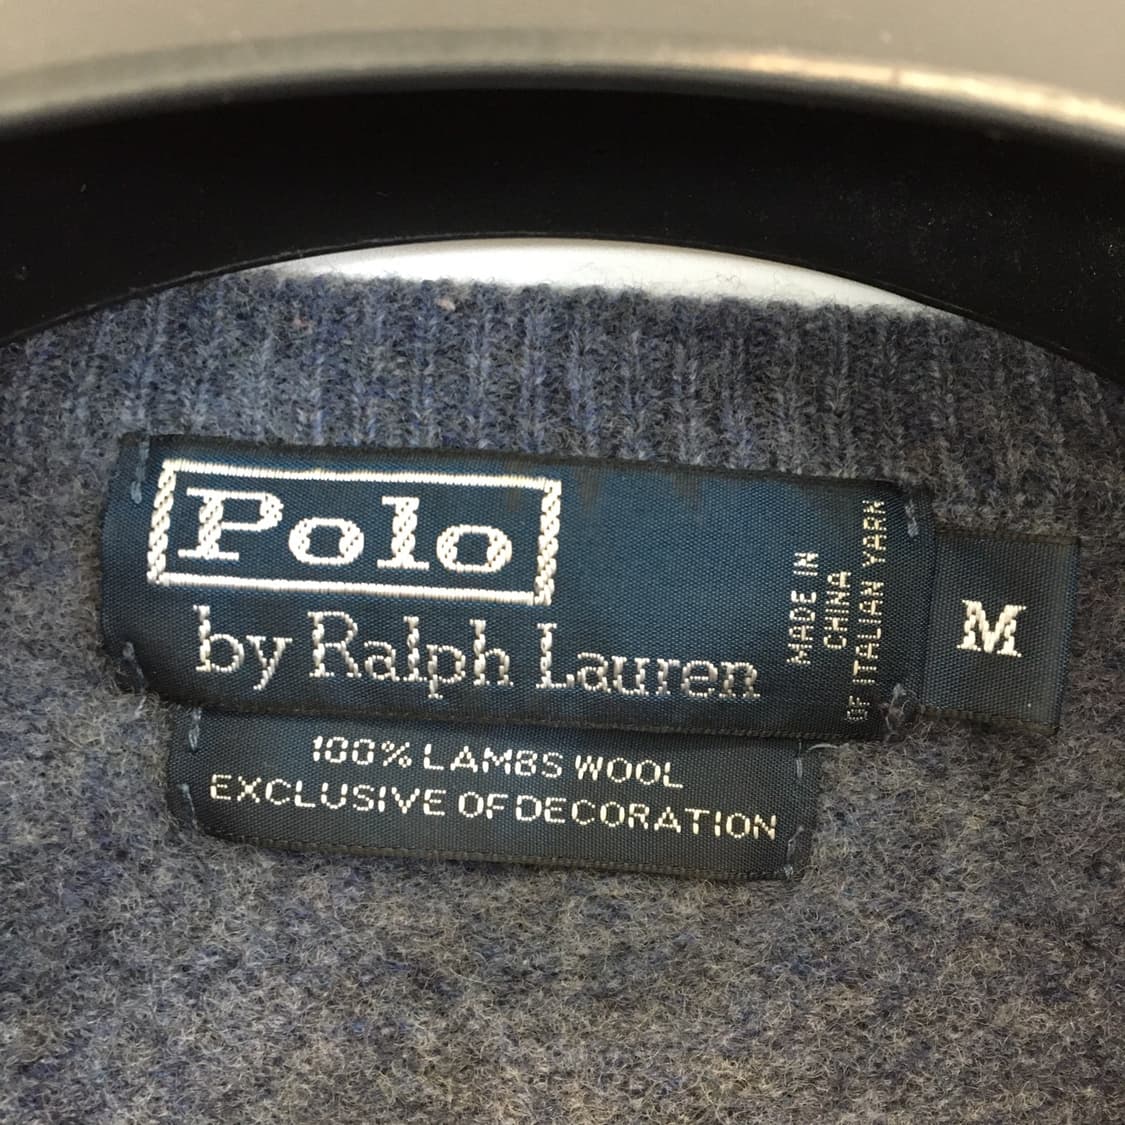 Polo
by Ralph Lauren
MADE IN
CHINA
OF ITALIAN YARN
M
100% LAMBS WOOL
EXCLUSIVE OF DECORATION